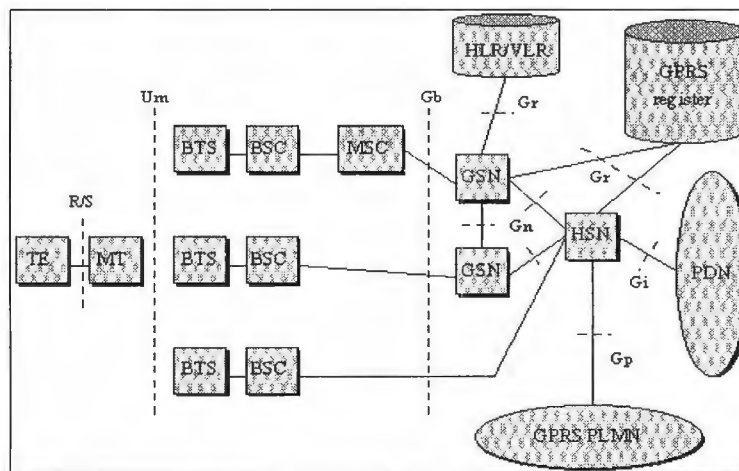 HLR/VLR
GPRS
register
Um
Gb
Gr
BTS
BSC
MSC
GSN
Gr
R/S
Gn
HSN
TE
MT
BTS
BSC
GSN
Gi
PDN
BTS
BSC
Gp
GPRS PLMN